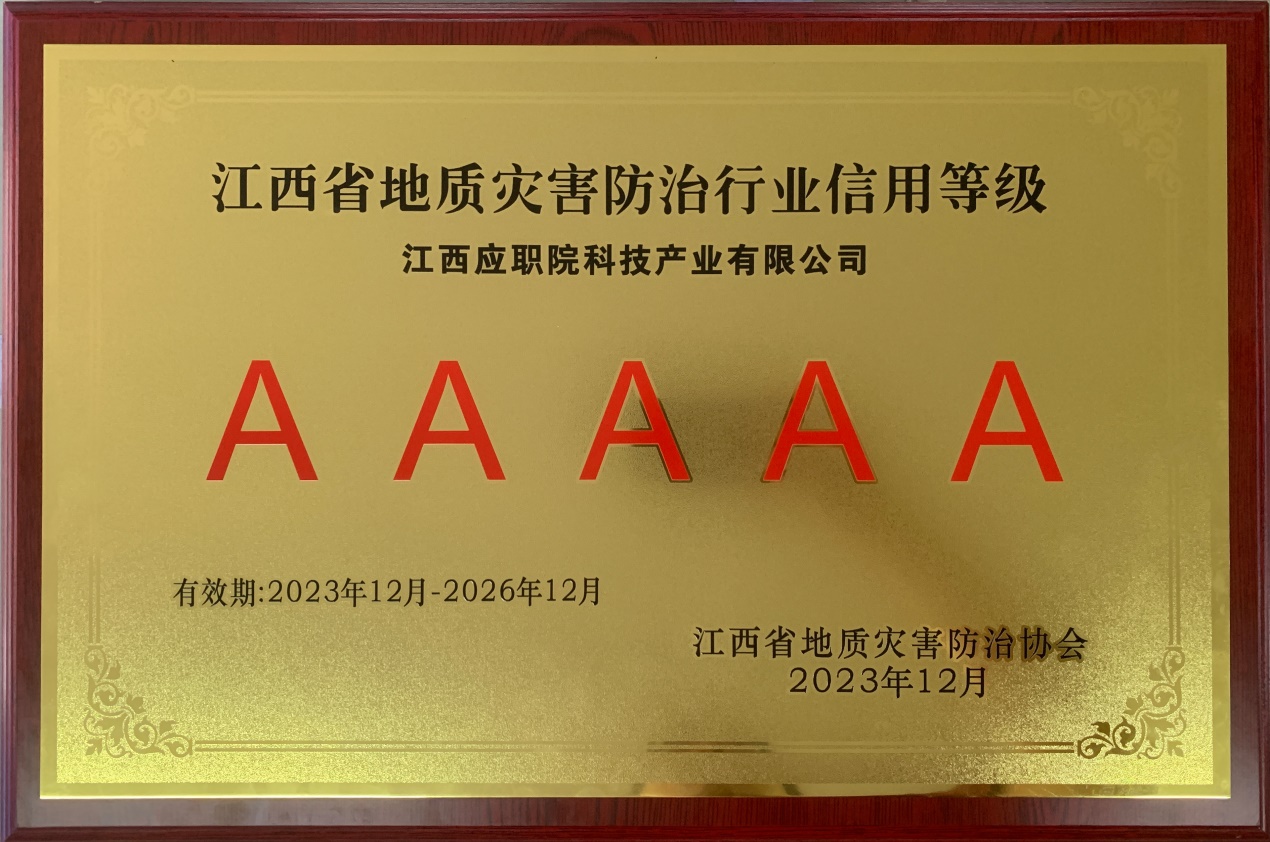 江西省地质灾害防治行业信用等级
江西应职院科技产业有限公司
A A A A A
有效期:2023年12月-2026年12月
江西省地质灾害防治协会
2023年12月